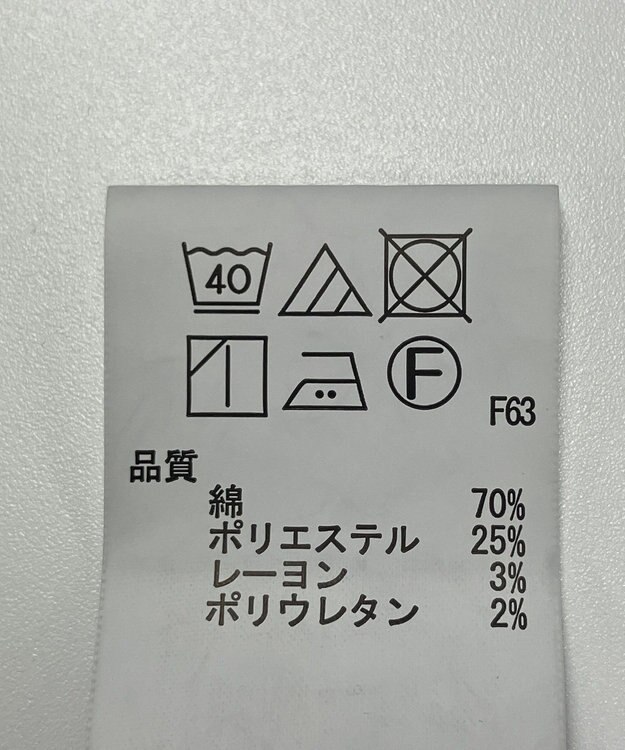 40
F
F63
品質
綿 70%
ポリエステル 25%
レーヨン 3%
ポリウレタン 2%